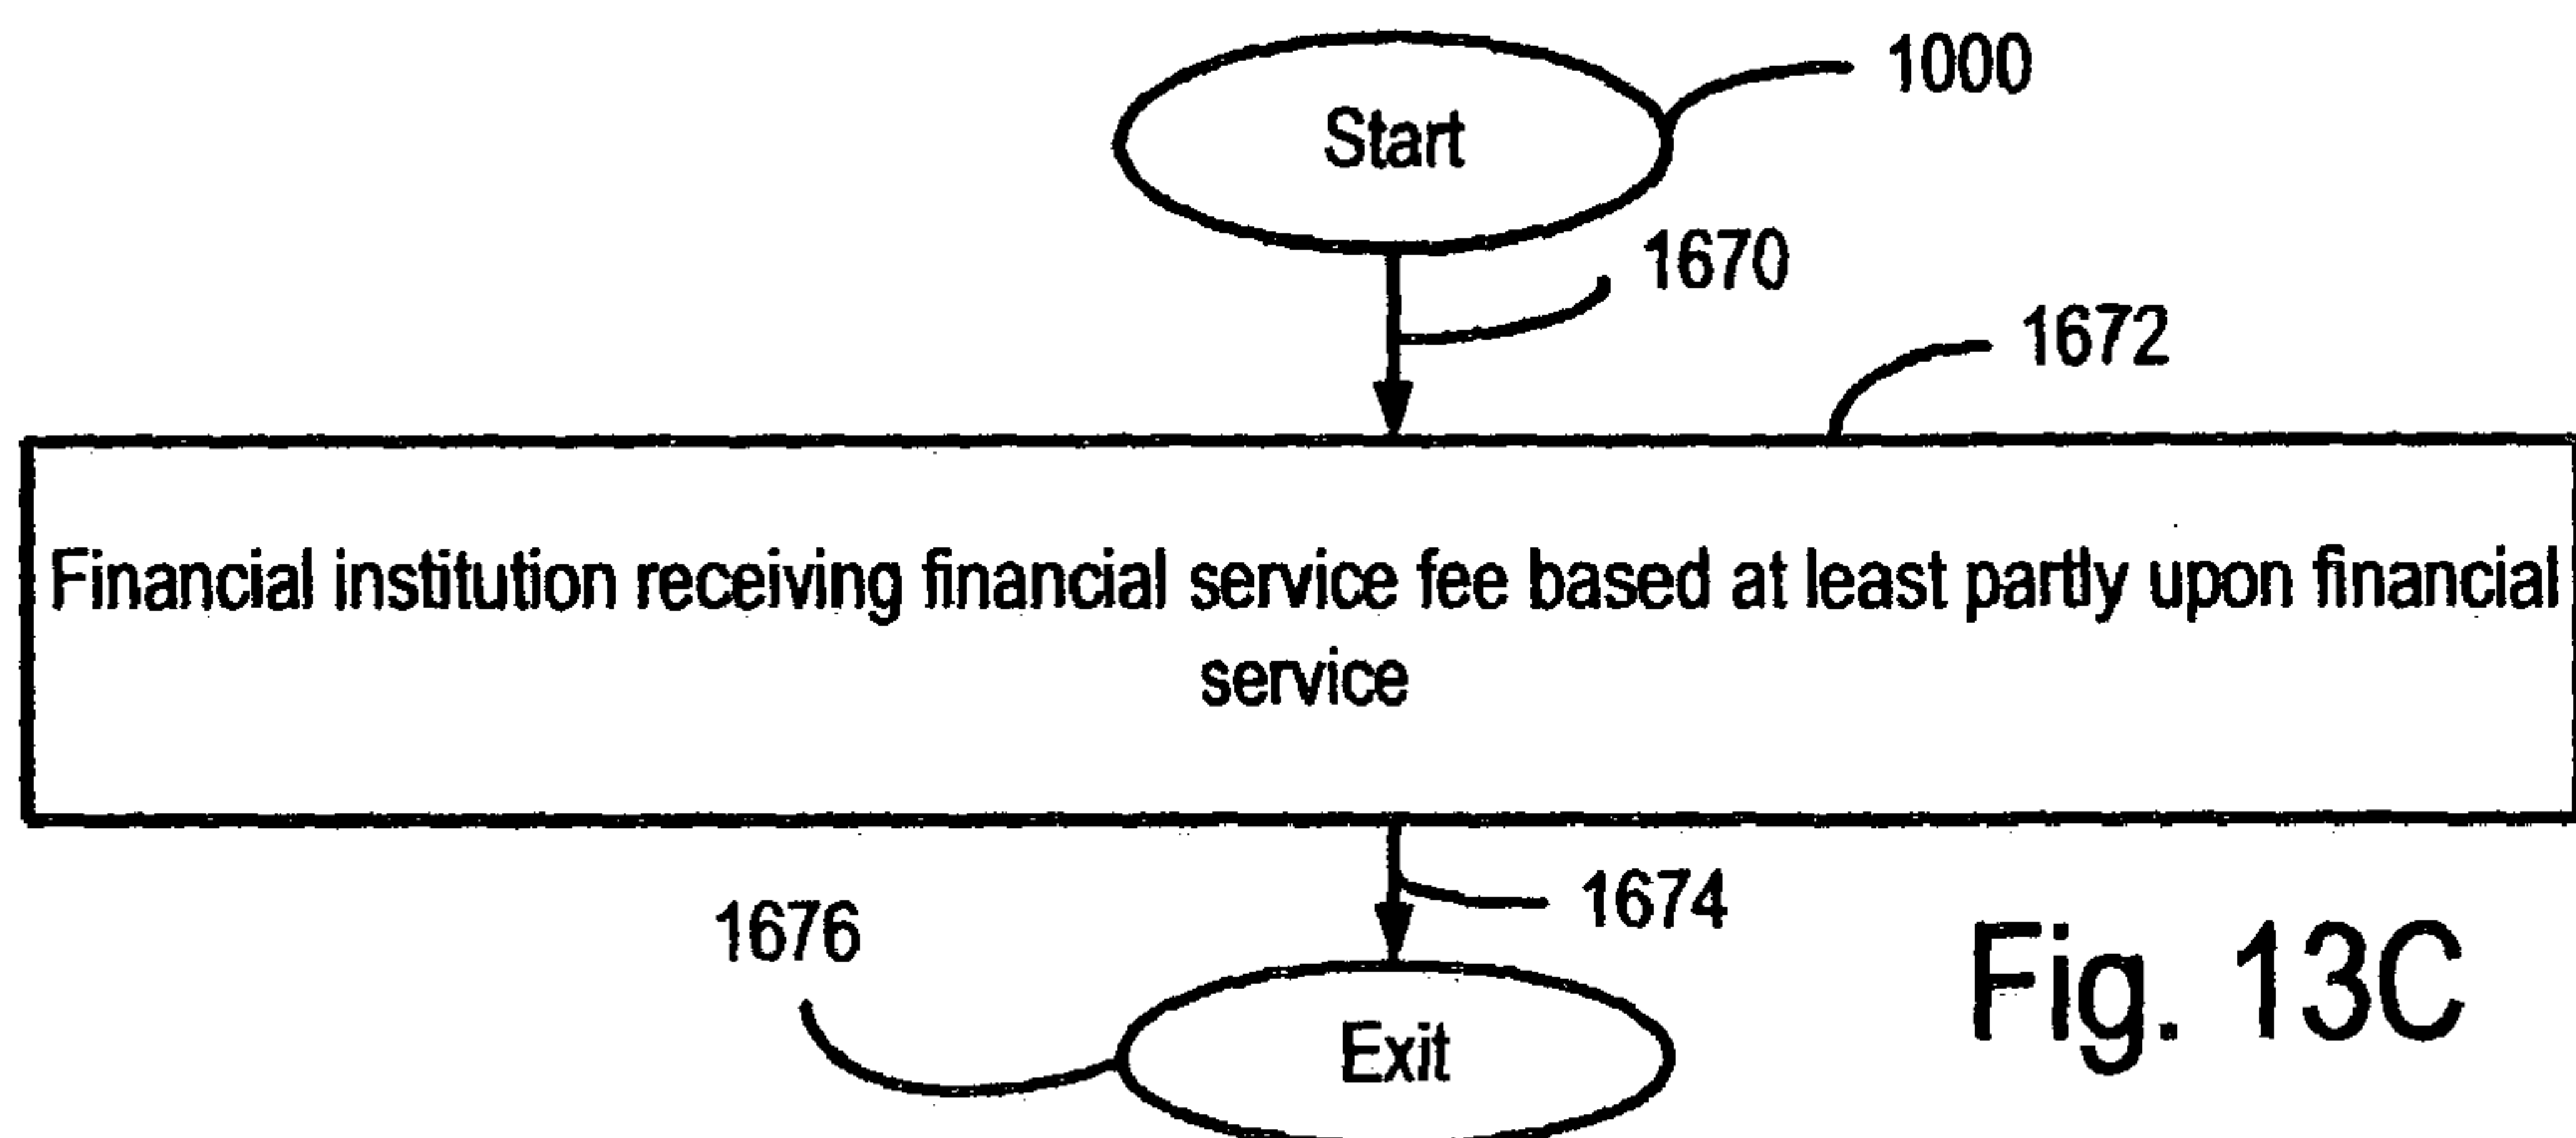 1000
Start
1670
1672
Financial institution receiving financial service fee based at least partly upon financial
service
1674
1676
Exit
Fig. 13C